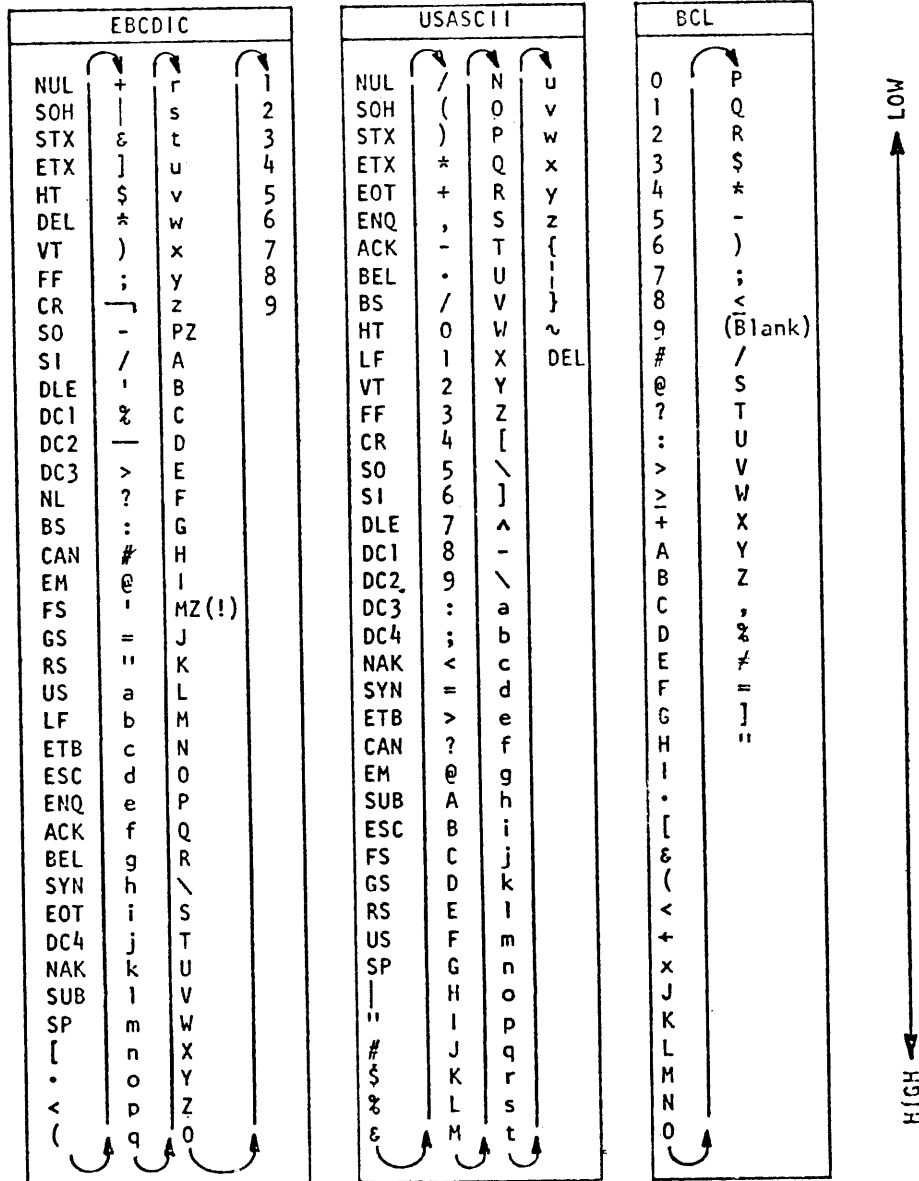 EBCDIC
NUL + r 1
SOH | s 2
STX & t 3
ETX ] u 4
HT $ v 5
DEL * w 6
VT ) x 7
FF ; y 8
CR ¬ z 9
SO - PZ
SI / A
DLE ' B
DC1 % C
DC2 — D
DC3 > E
NL ? F
BS : G
CAN # H
EM @ I
FS ' MZ(!)
GS = J
RS " K
US a L
LF b M
ETB c N
ESC d O
ENQ e P
ACK f Q
BEL g R
SYN h \
EOT i S
DC4 j T
NAK k U
SUB l V
SP m W
[ n X
. o Y
< p Z
( q 0
USASCII
NUL / N u
SOH ( O v
STX ) P w
ETX * Q x
EOT + R y
ENQ , S z
ACK - T {
BEL . U ¦
BS / V }
HT 0 W ~
LF 1 X DEL
VT 2 Y
FF 3 Z
CR 4 [
SO 5 \
SI 6 ]
DLE 7 ^
DC1 8 -
DC2 9 \
DC3 : a
DC4 ; b
NAK < c
SYN = d
ETB > e
CAN ? f
EM @ g
SUB A h
ESC B i
FS C j
GS D k
RS E l
US F m
SP G n
| H o
" I p
# J q
$ K r
% L s
& M t
BCL
0 P
1 Q
2 R
3 $
4 *
5 -
6 )
7 ;
8 ≤
9 (Blank)
# /
@ S
? T
: U
> V
≥ W
+ X
A Y
B Z
C ,
D %
E ≠
F =
G ]
H "
I
.
[
&
(
<
←
x
J
K
L
M
N
O
LOW
HIGH